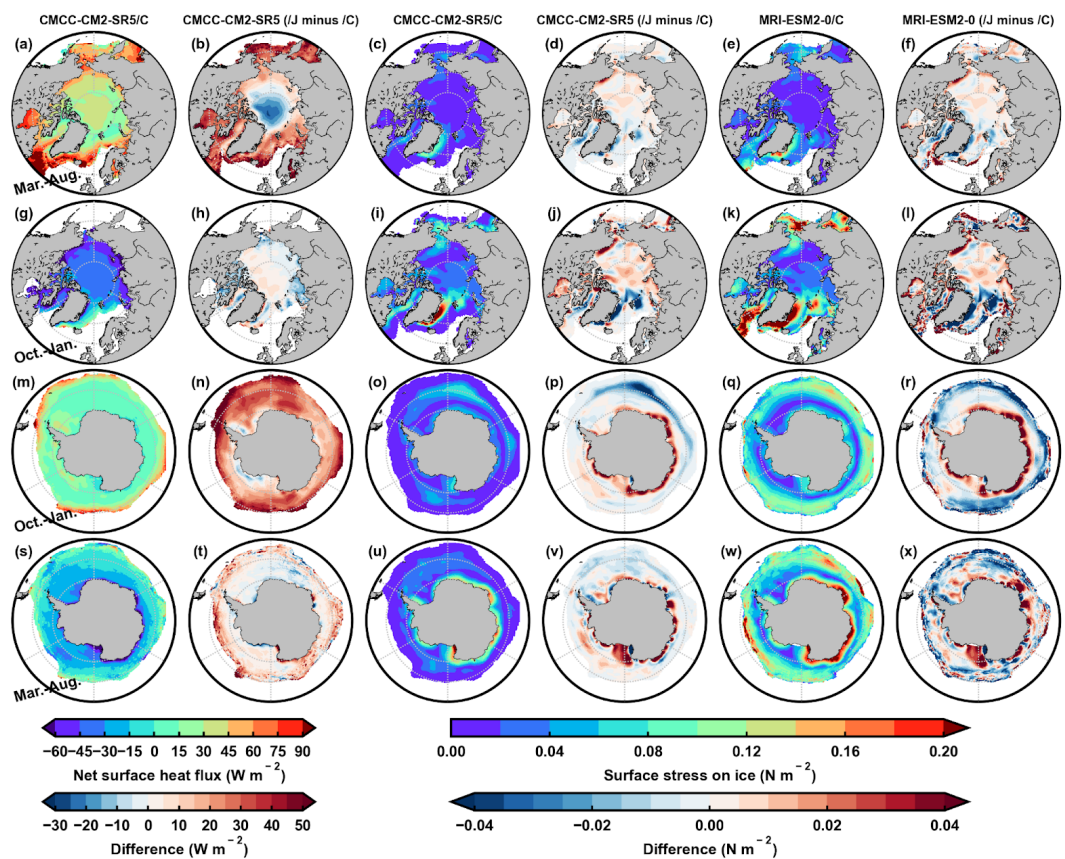 CMCC-CM2-SR5/C CMCC-CM2-SR5 (/J minus /C) CMCC-CM2-SR5/C CMCC-CM2-SR5 (/J minus /C) MRI-ESM2-0/C MRI-ESM2-0 (/J minus /C)
(a) (b) (c) (d) (e) (f)
Mar.-Aug.
(g) (h) (i) (j) (k) (l)
Oct.-Jan.
(m) (n) (o) (p) (q) (r)
Oct.-Jan.
(s) (t) (u) (v) (w) (x)
Mar.-Aug.
−60−45−30−15 0 15 30 45 60 75 90
Net surface heat flux (W m⁻²)
0.00 0.04 0.08 0.12 0.16 0.20
Surface stress on ice (N m⁻²)
−30 −20 −10 0 10 20 30 40 50
Difference (W m⁻²)
−0.04 −0.02 0.00 0.02 0.04
Difference (N m⁻²)